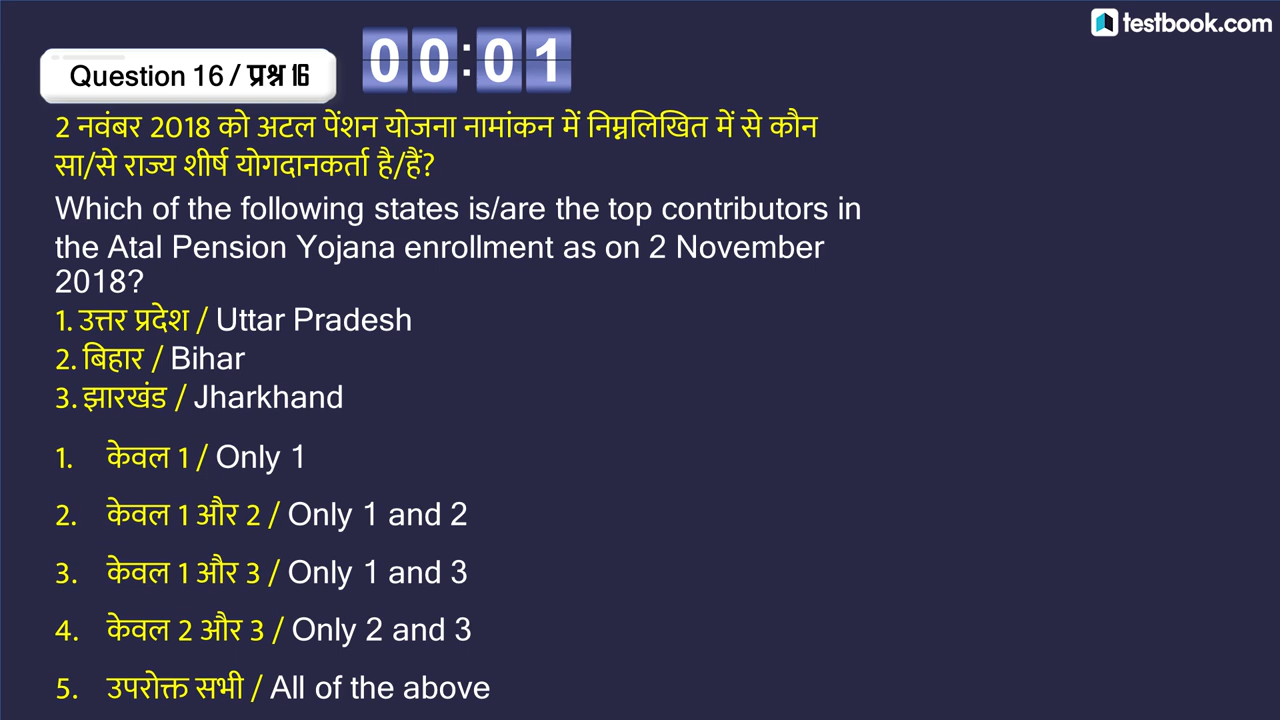 testbook.com
Question 16 / प्रश्न 16
00:01
2 नवंबर 2018 को अटल पेंशन योजना नामांकन में निम्नलिखित में से कौन
सा/से राज्य शीर्ष योगदानकर्ता है/हैं?
Which of the following states is/are the top contributors in
the Atal Pension Yojana enrollment as on 2 November
2018?
1. उत्तर प्रदेश / Uttar Pradesh
2. बिहार / Bihar
3. झारखंड / Jharkhand
1. केवल 1 / Only 1
2. केवल 1 और 2 / Only 1 and 2
3. केवल 1 और 3 / Only 1 and 3
4. केवल 2 और 3 / Only 2 and 3
5. उपरोक्त सभी / All of the above